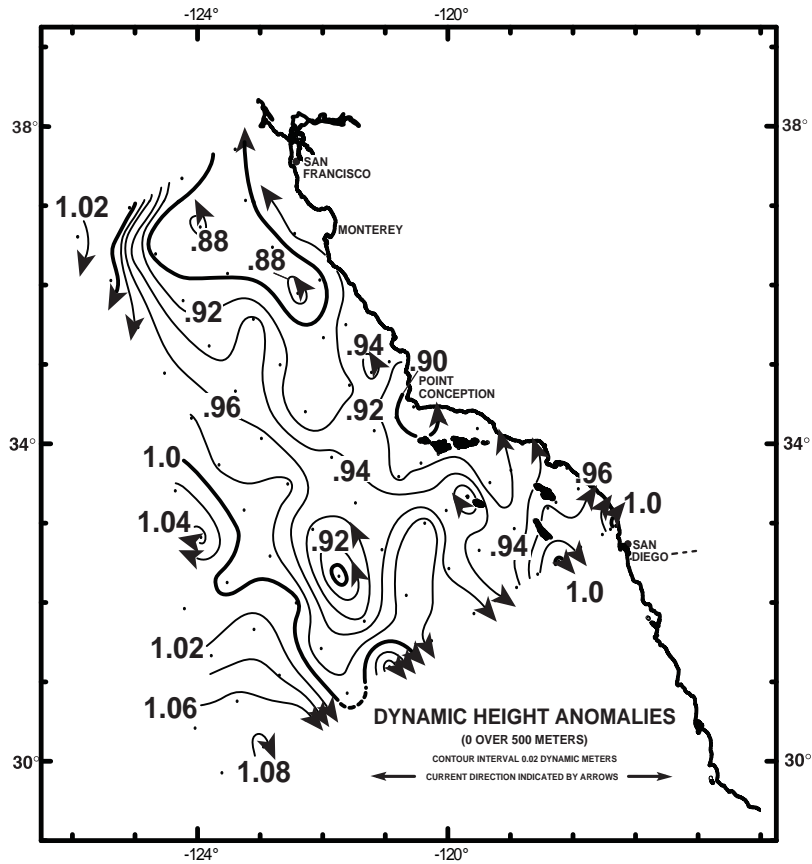 -124°
-120°
38°
38°
SAN
FRANCISCO
1.02
MONTEREY
.88
.88
.92
.94
.90
POINT
CONCEPTION
.96
.92
34°
34°
1.0
.94
.96
1.04
1.0
.92
.94
SAN
DIEGO
1.0
1.02
1.06
DYNAMIC HEIGHT ANOMALIES
(0 OVER 500 METERS)
CONTOUR INTERVAL 0.02 DYNAMIC METERS
CURRENT DIRECTION INDICATED BY ARROWS
30°
30°
1.08
-124°
-120°